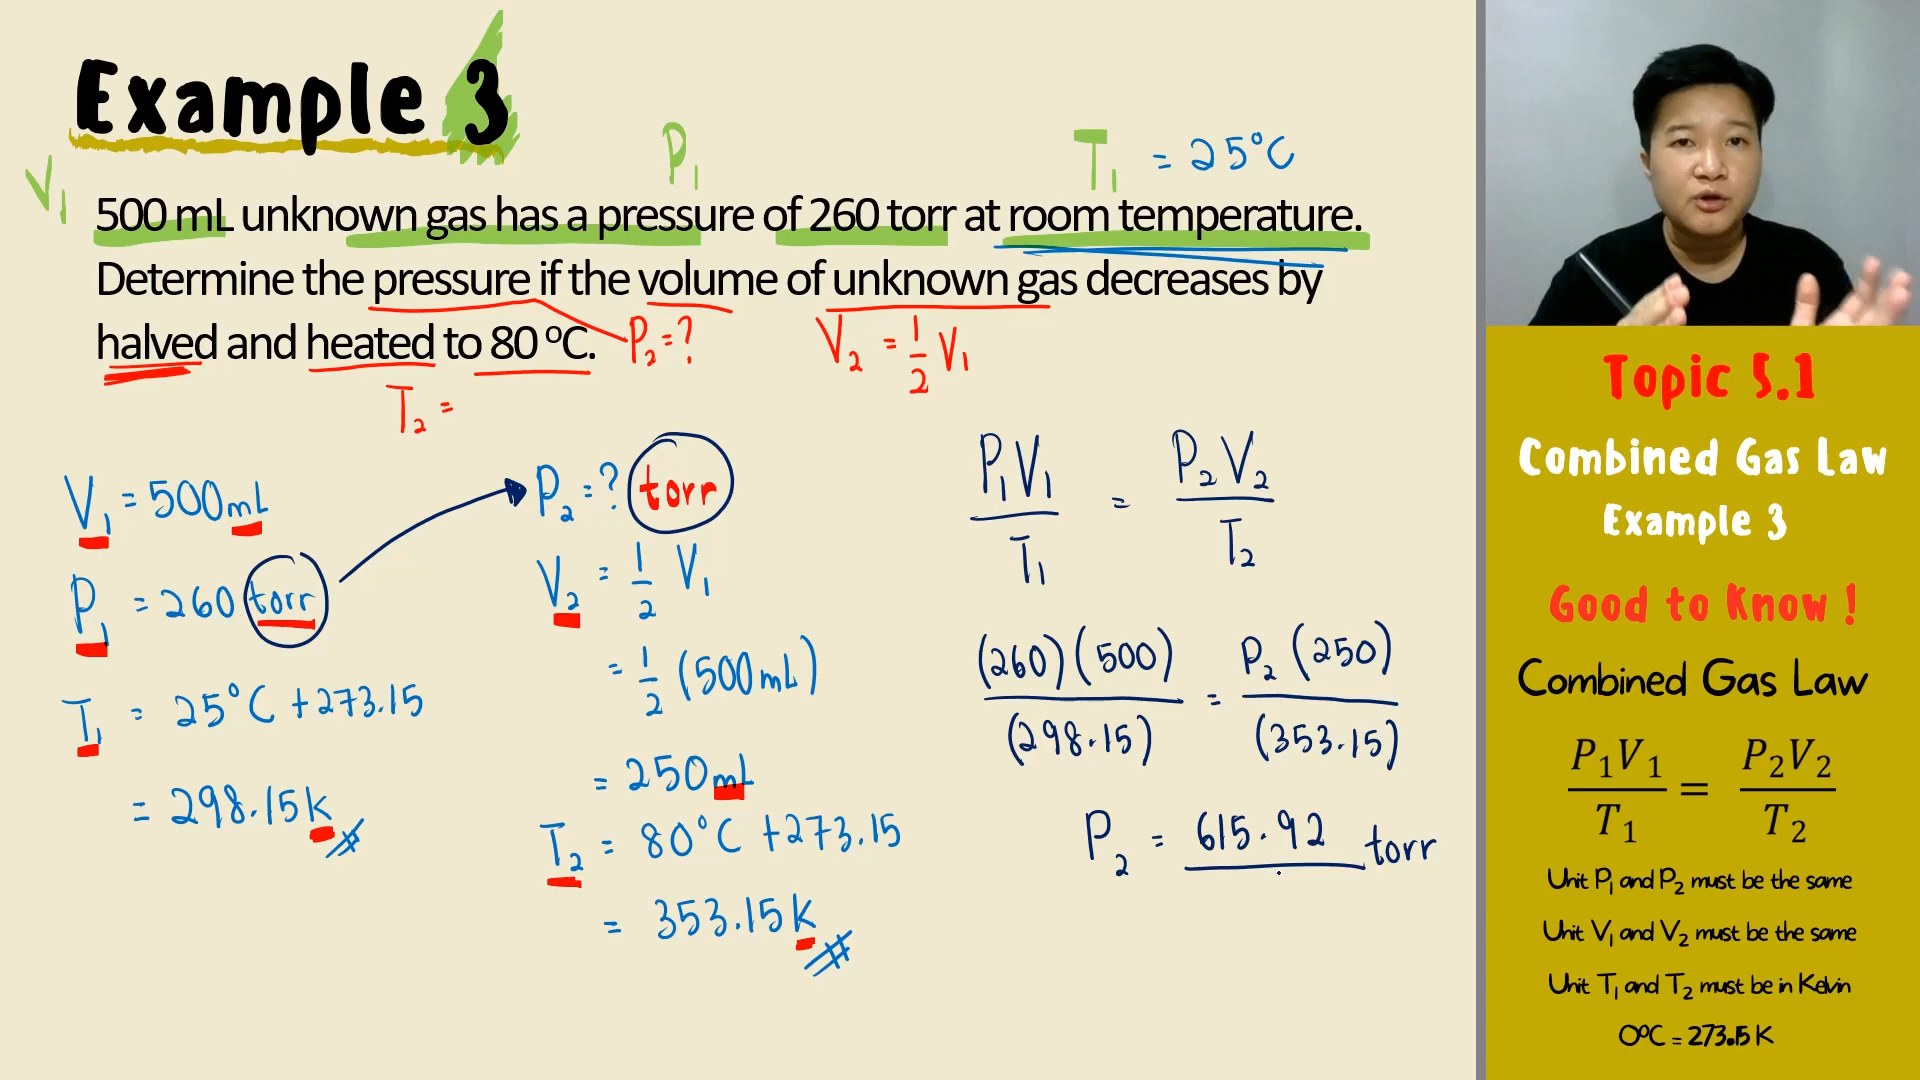 Example 3
V₁
P₁
T₁ = 25°C
500 mL unknown gas has a pressure of 260 torr at room temperature.
Determine the pressure if the volume of unknown gas decreases by
halved and heated to 80 °C.
P₂ = ?
V₂ = 1/2 V₁
T₂ =
V₁ = 500mL
P₁ = 260 torr
T₁ = 25°C + 273.15
= 298.15k
P₂ = ? torr
V₂ = 1/2 V₁
= 1/2 (500mL)
= 250mL
T₂ = 80°C + 273.15
= 353.15k
P₁V₁/T₁ = P₂V₂/T₂
(260)(500)/(298.15) = P₂(250)/(353.15)
P₂ = 615.92 torr
Topic 5.1
Combined Gas Law
Example 3
Good to Know !
Combined Gas Law
P₁V₁/T₁ = P₂V₂/T₂
Unit P₁ and P₂ must be the same
Unit V₁ and V₂ must be the same
Unit T₁ and T₂ must be in Kelvin
0°C = 273.15 K